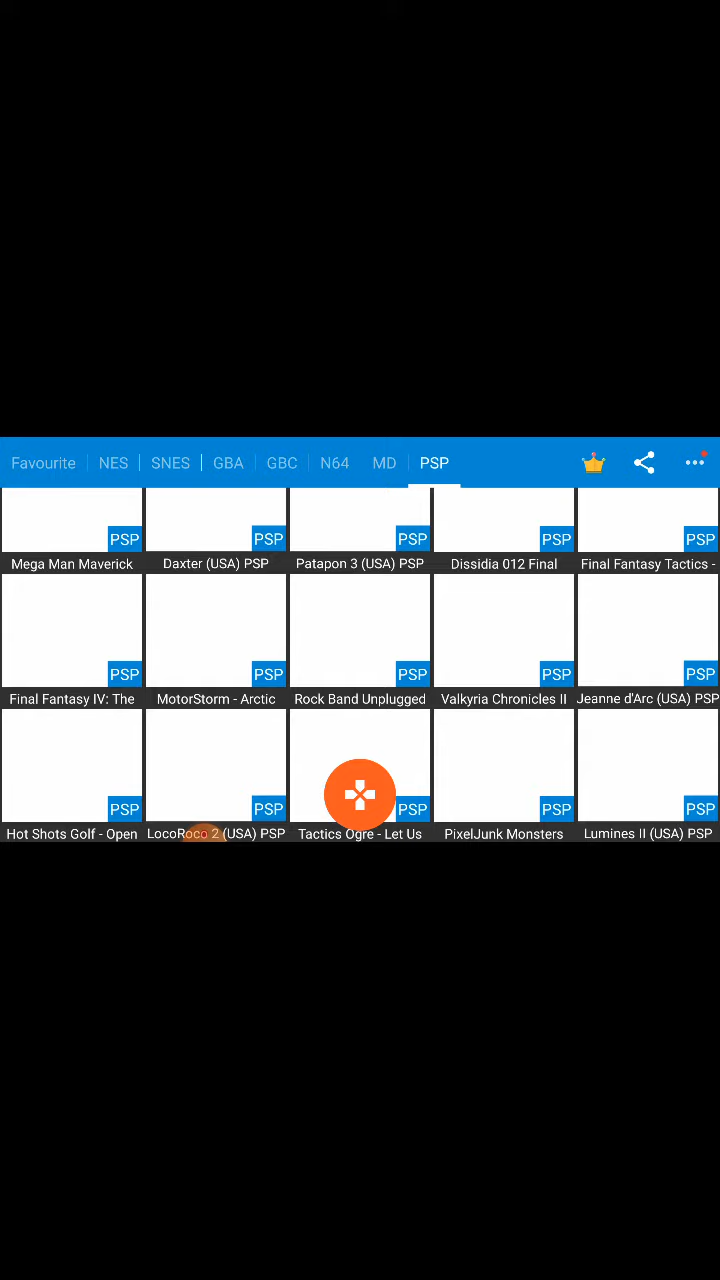 Favourite NES SNES GBA GBC N64 MD PSP
PSP PSP PSP PSP PSP
Mega Man Maverick Daxter (USA) PSP Patapon 3 (USA) PSP Dissidia 012 Final Final Fantasy Tactics -
PSP PSP PSP PSP PSP
Final Fantasy IV: The MotorStorm - Arctic Rock Band Unplugged Valkyria Chronicles II Jeanne d'Arc (USA) PSP
PSP PSP PSP PSP PSP
Hot Shots Golf - Open LocoRoco 2 (USA) PSP Tactics Ogre - Let Us PixelJunk Monsters Lumines II (USA) PSP